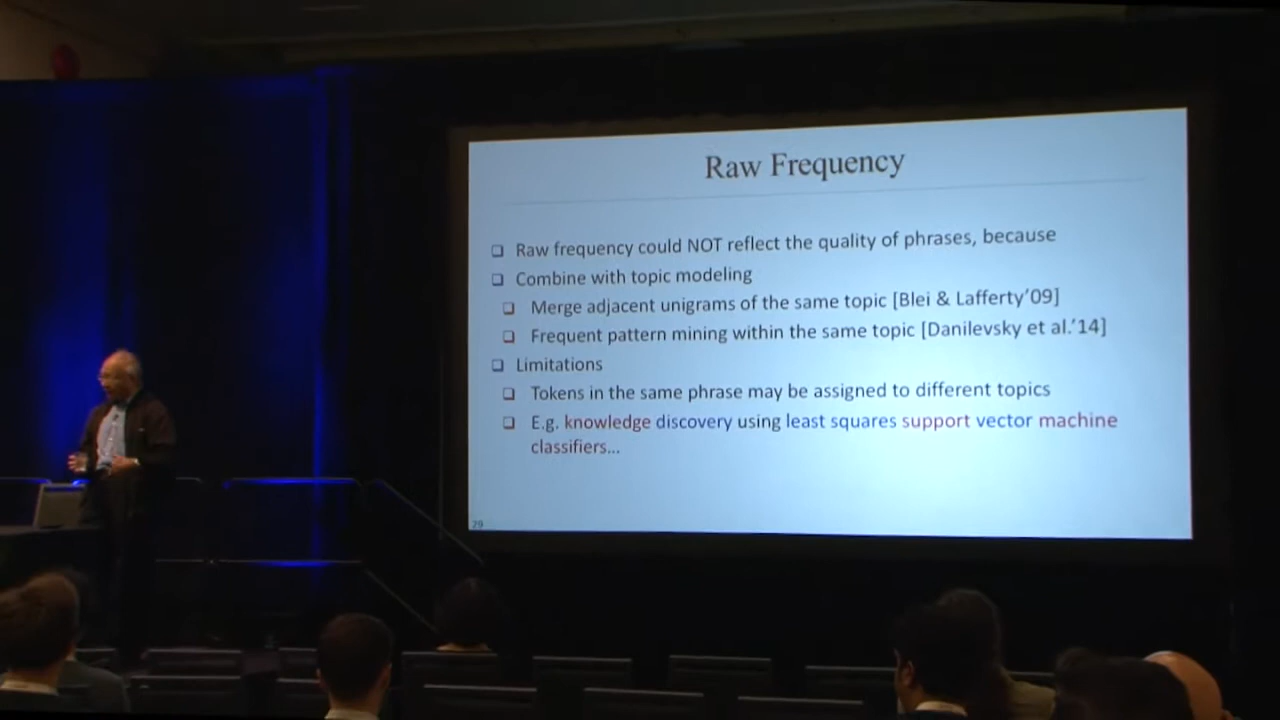 Raw Frequency
❑ Raw frequency could NOT reflect the quality of phrases, because
❑ Combine with topic modeling
❑ Merge adjacent unigrams of the same topic [Blei & Lafferty'09]
❑ Frequent pattern mining within the same topic [Danilevsky et al.'14]
❑ Limitations
❑ Tokens in the same phrase may be assigned to different topics
❑ E.g. knowledge discovery using least squares support vector machine
classifiers...
29